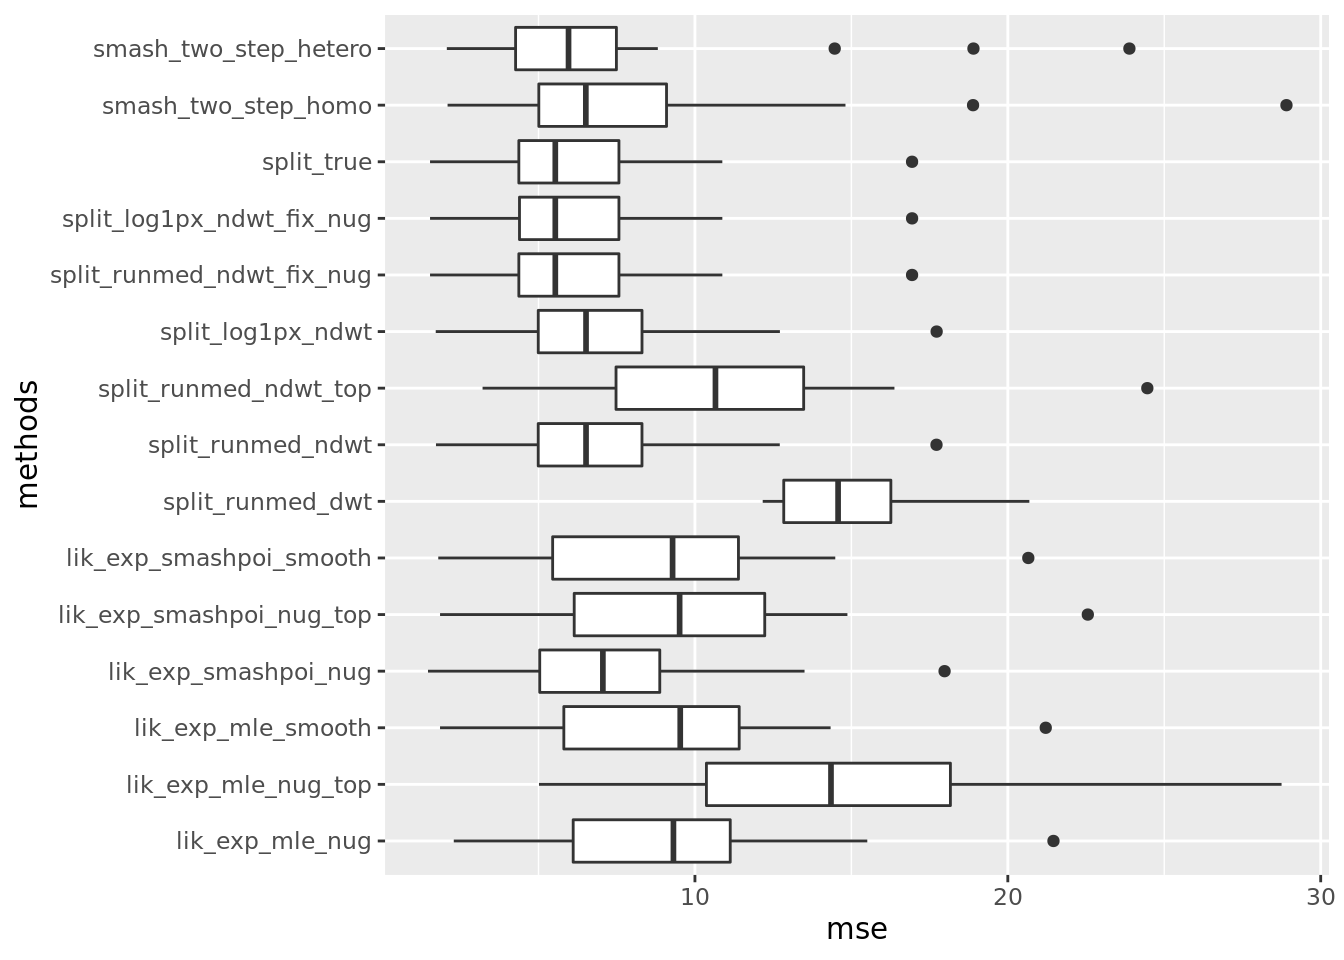 smash_two_step_hetero
smash_two_step_homo
split_true
split_log1px_ndwt_fix_nug
split_runmed_ndwt_fix_nug
split_log1px_ndwt
split_runmed_ndwt_top
split_runmed_ndwt
split_runmed_dwt
lik_exp_smashpoi_smooth
lik_exp_smashpoi_nug_top
lik_exp_smashpoi_nug
lik_exp_mle_smooth
lik_exp_mle_nug_top
lik_exp_mle_nug
methods
10 20 30
mse